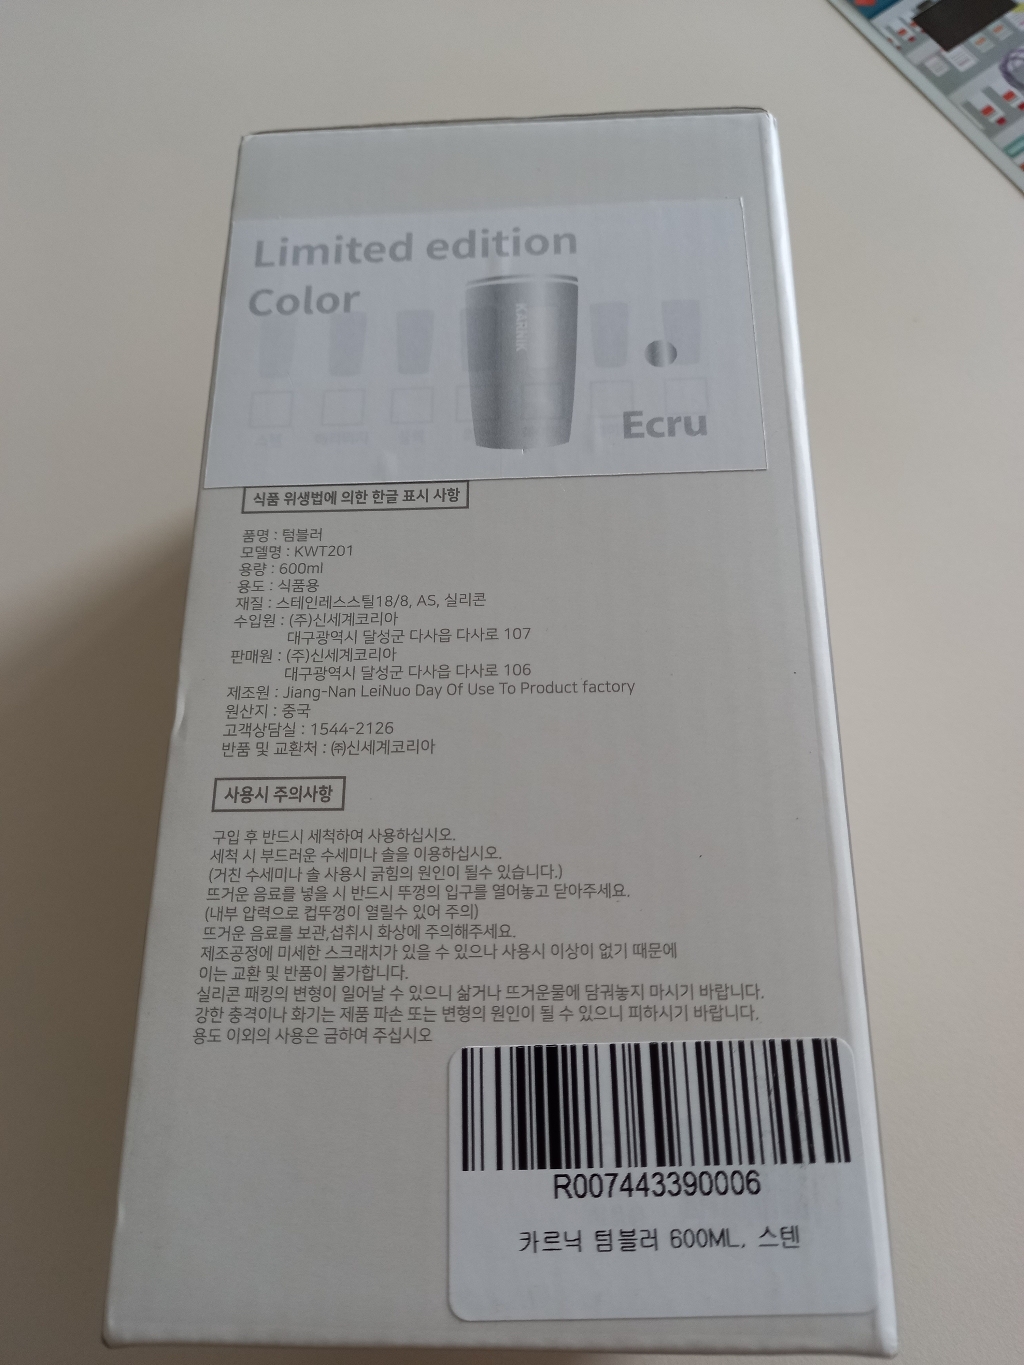 Limited edition
Color
KARNIK
Ecru
식품 위생법에 의한 한글 표시 사항
품명 : 텀블러
모델명 : KWT201
용량 : 600ml
용도 : 식품용
재질 : 스테인레스스틸18/8, AS, 실리콘
수입원 : (주)신세계코리아
대구광역시 달성군 다사읍 다사로 107
판매원 : (주)신세계코리아
대구광역시 달성군 다사읍 다사로 106
제조원 : Jiang-Nan LeiNuo Day Of Use To Product factory
원산지 : 중국
고객상담실 : 1544-2126
반품 및 교환처 : ㈜신세계코리아
사용시 주의사항
구입 후 반드시 세척하여 사용하십시오.
세척 시 부드러운 수세미나 솔을 이용하십시오.
(거친 수세미나 솔 사용시 긁힘의 원인이 될수 있습니다.)
뜨거운 음료를 넣을 시 반드시 뚜껑의 입구를 열어놓고 닫아주세요.
(내부 압력으로 컵뚜껑이 열릴수 있어 주의)
뜨거운 음료를 보관,섭취시 화상에 주의해주세요.
제조공정에 미세한 스크래치가 있을 수 있으나 사용시 이상이 없기 때문에
이는 교환 및 반품이 불가합니다.
실리콘 패킹의 변형이 일어날 수 있으니 삶거나 뜨거운물에 담궈놓지 마시기 바랍니다.
강한 충격이나 화기는 제품 파손 또는 변형의 원인이 될 수 있으니 피하시기 바랍니다.
용도 이외의 사용은 금하여 주십시오
R007443390006
카르닉 텀블러 600ML, 스텐